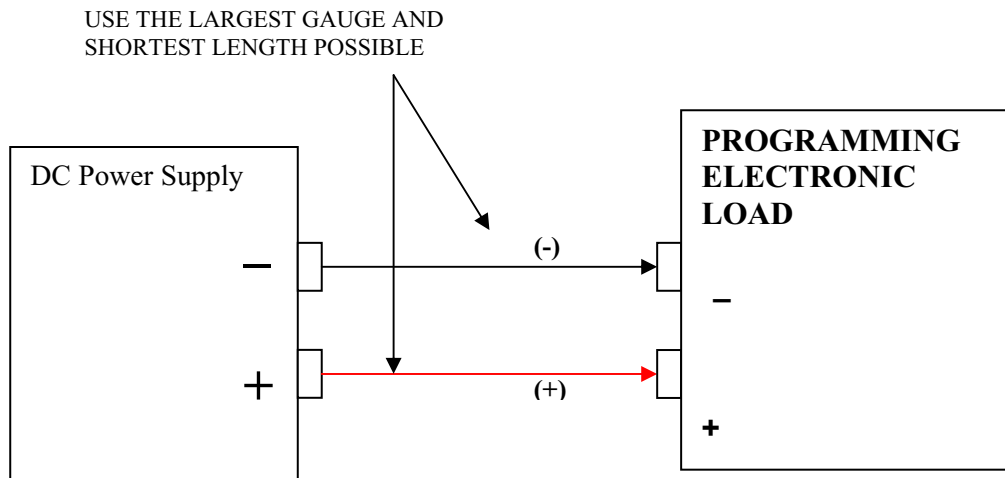 USE THE LARGEST GAUGE AND
SHORTEST LENGTH POSSIBLE
DC Power Supply
PROGRAMMING
ELECTRONIC
LOAD
−
(-)
−
+
(+)
+